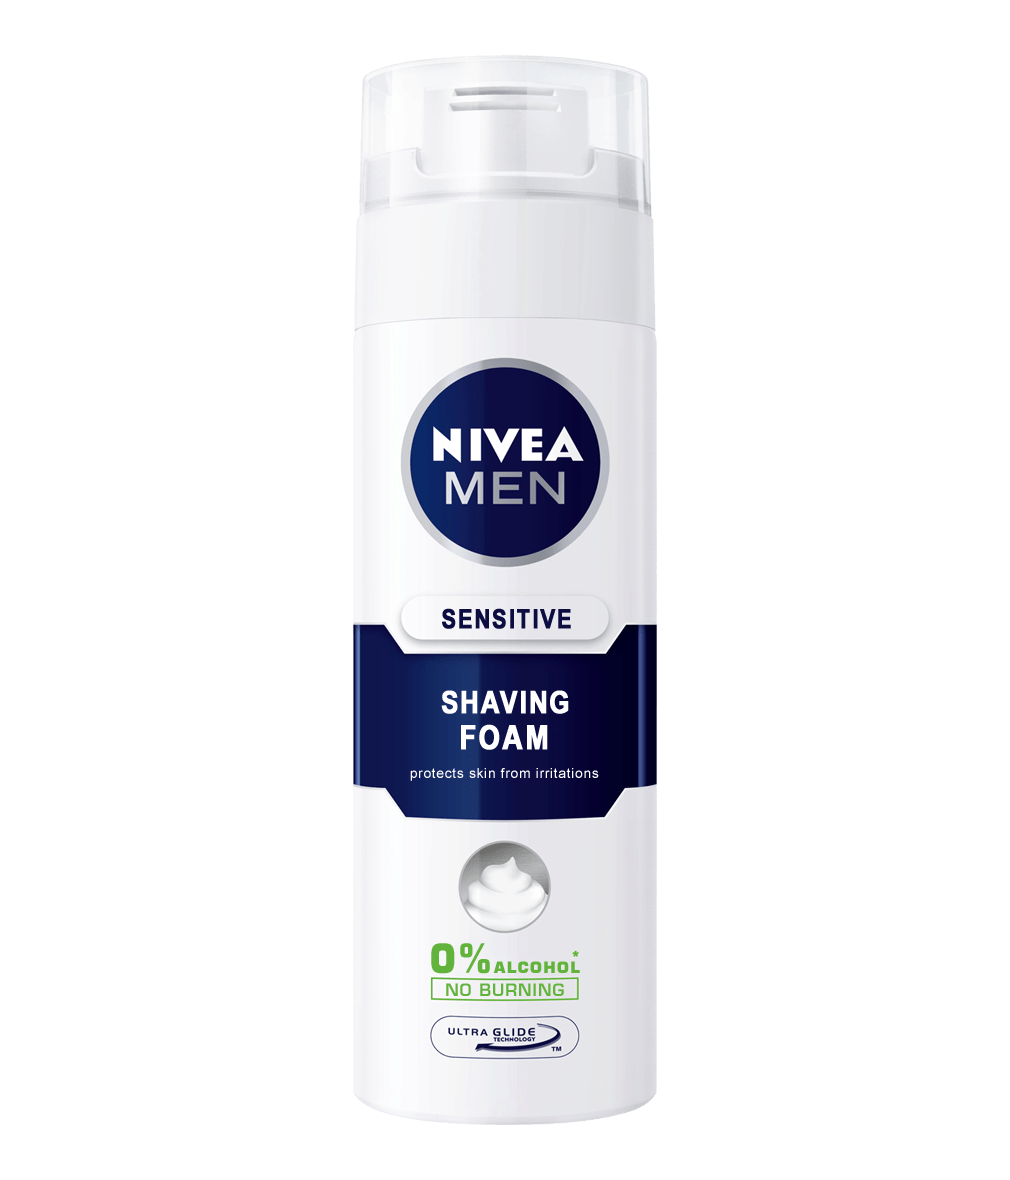 NIVEA
MEN
SENSITIVE
SHAVING
FOAM
protects skin from irritations
0% ALCOHOL*
NO BURNING
ULTRA GLIDE
TECHNOLOGY
TM